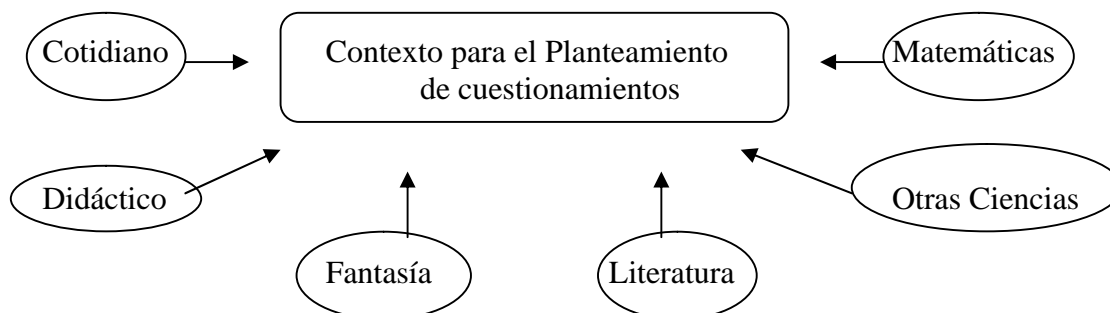 Cotidiano
Contexto para el Planteamiento
de cuestionamientos
Matemáticas
Didáctico
Otras Ciencias
Fantasía
Literatura